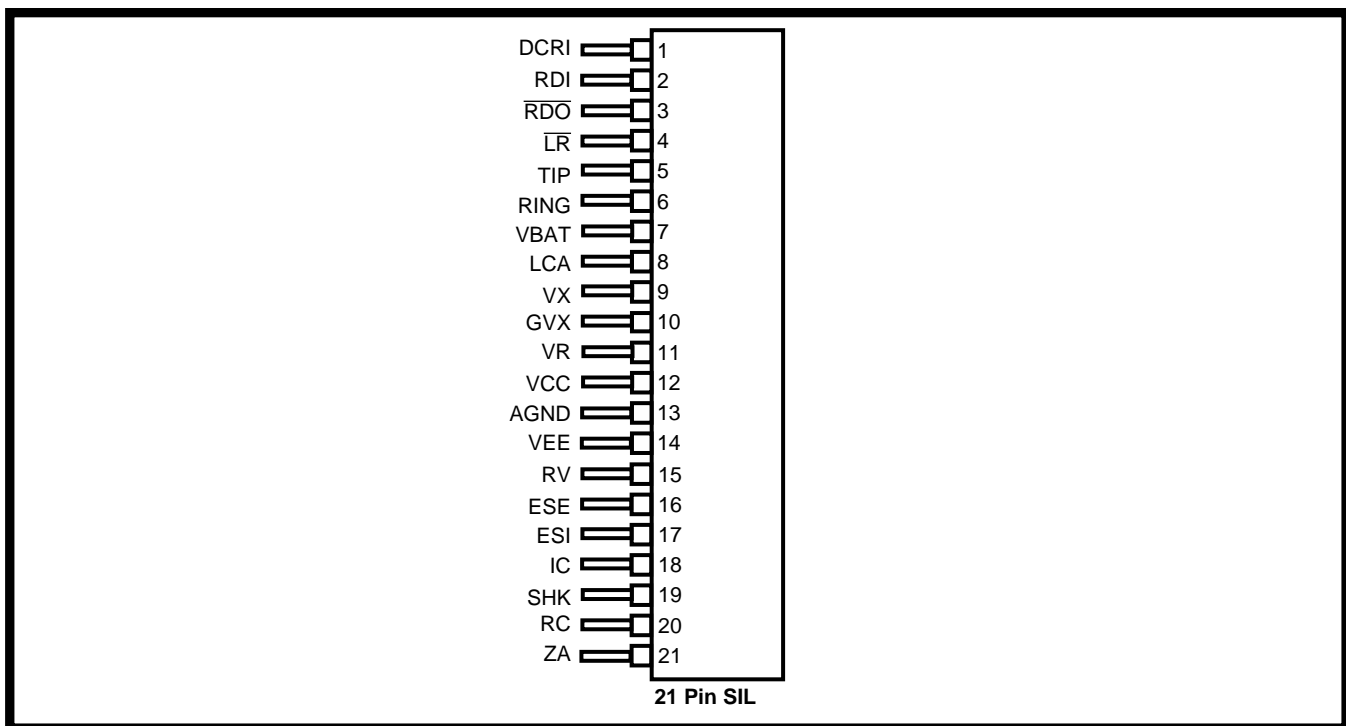 DCRI 1
RDI 2
R̅D̅O̅ 3
L̅R̅ 4
TIP 5
RING 6
VBAT 7
LCA 8
VX 9
GVX 10
VR 11
VCC 12
AGND 13
VEE 14
RV 15
ESE 16
ESI 17
IC 18
SHK 19
RC 20
ZA 21
21 Pin SIL